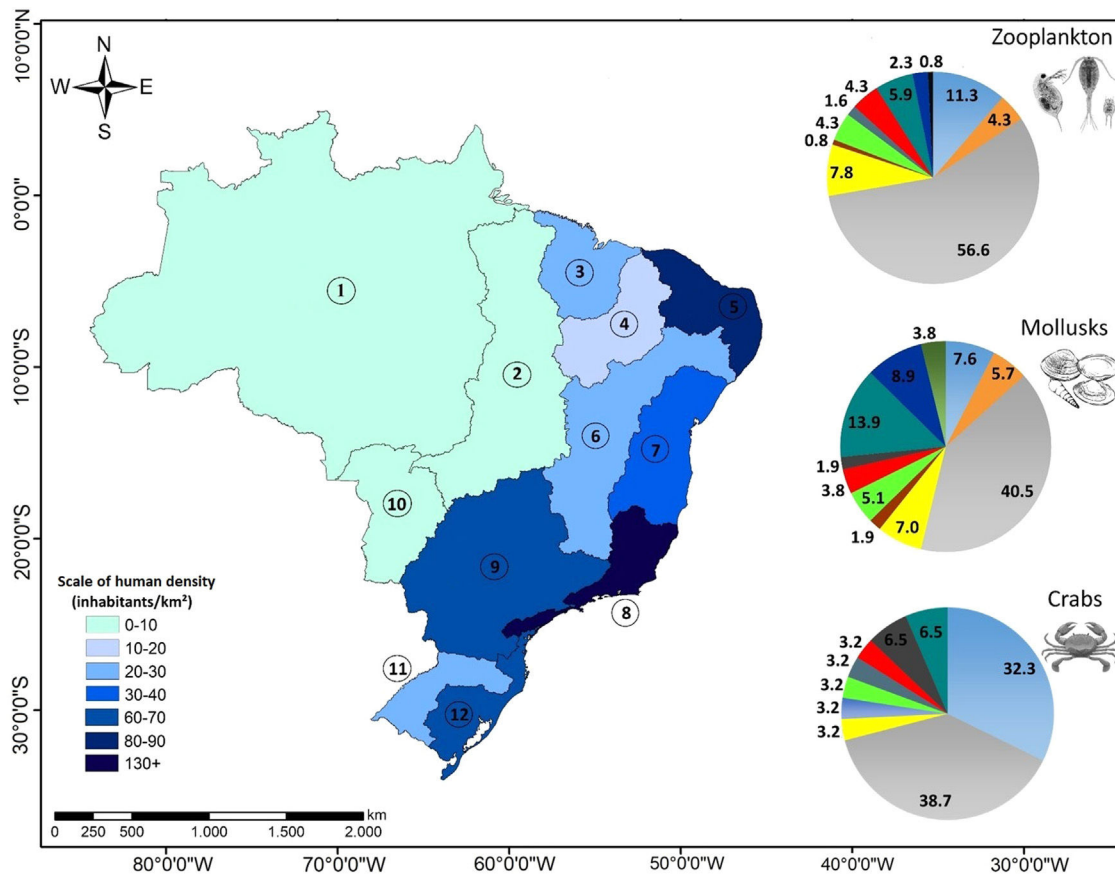 10°0'0"N
0°0'0"
10°0'0"S
20°0'0"S
30°0'0"S
N
W E
S
1
2
3
4
5
6
7
8
9
10
11
12
Scale of human density
(inhabitants/km²)
0-10
10-20
20-30
30-40
60-70
80-90
130+
km
0 250 500 1.000 1.500 2.000
80°0'0"W 70°0'0"W 60°0'0"W 50°0'0"W 40°0'0"W 30°0'0"W
Zooplankton
2.3 0.8
4.3 5.9 11.3
1.6
4.3 4.3
0.8
7.8
56.6
Mollusks
3.8
8.9 7.6
5.7
13.9
1.9
3.8
5.1 40.5
1.9 7.0
Crabs
6.5 6.5
3.2
3.2 32.3
3.2
3.2
3.2
38.7